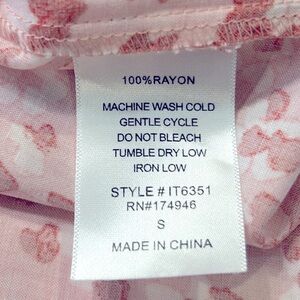 100%RAYON
MACHINE WASH COLD
GENTLE CYCLE
DO NOT BLEACH
TUMBLE DRY LOW
IRON LOW
STYLE # IT6351
RN#174946
S
MADE IN CHINA